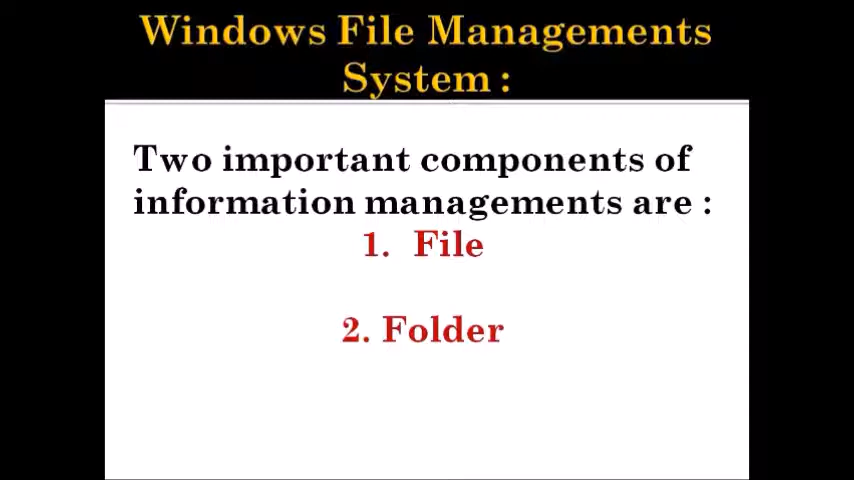 Windows File Managements
System :
Two important components of
information managements are :
1. File
2. Folder